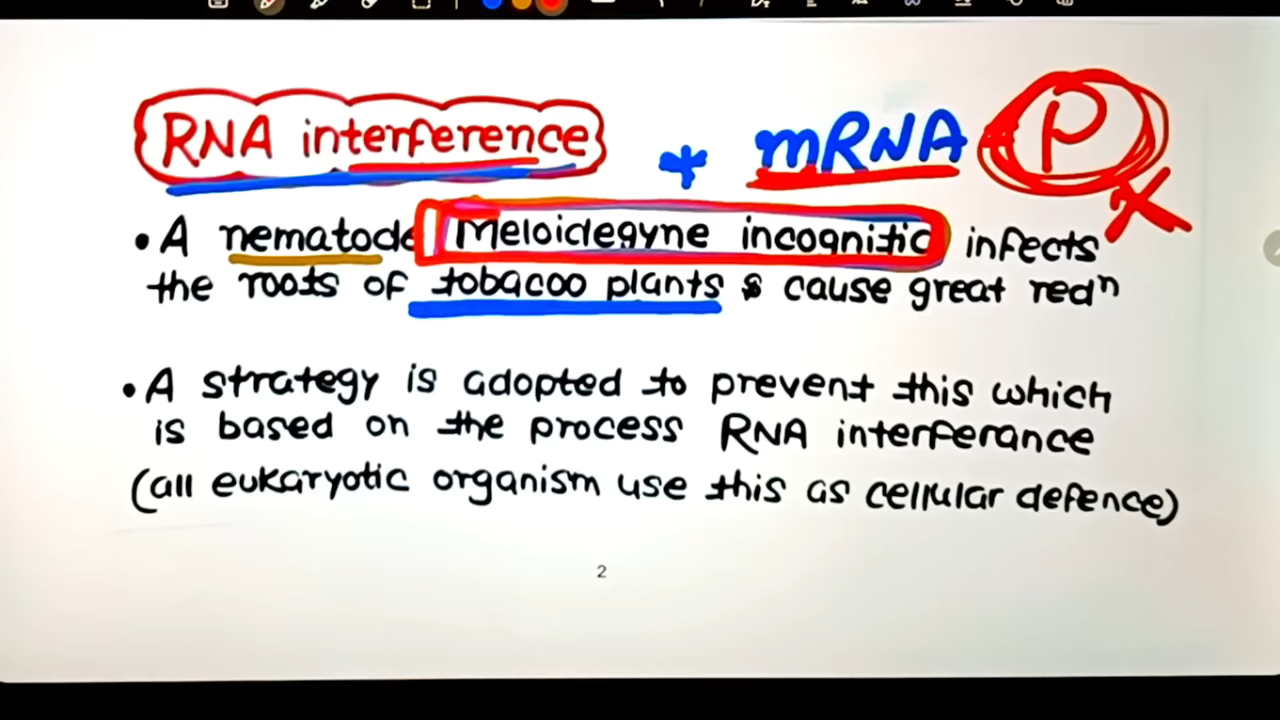 RNA interference * mRNA P
• A nematode Meloidegyne incognitic infects
the roots of tobacoo plants & cause great redⁿ
• A strategy is adopted to prevent this which
is based on the process RNA interferance
(all eukaryotic organism use this as cellular defence)
2